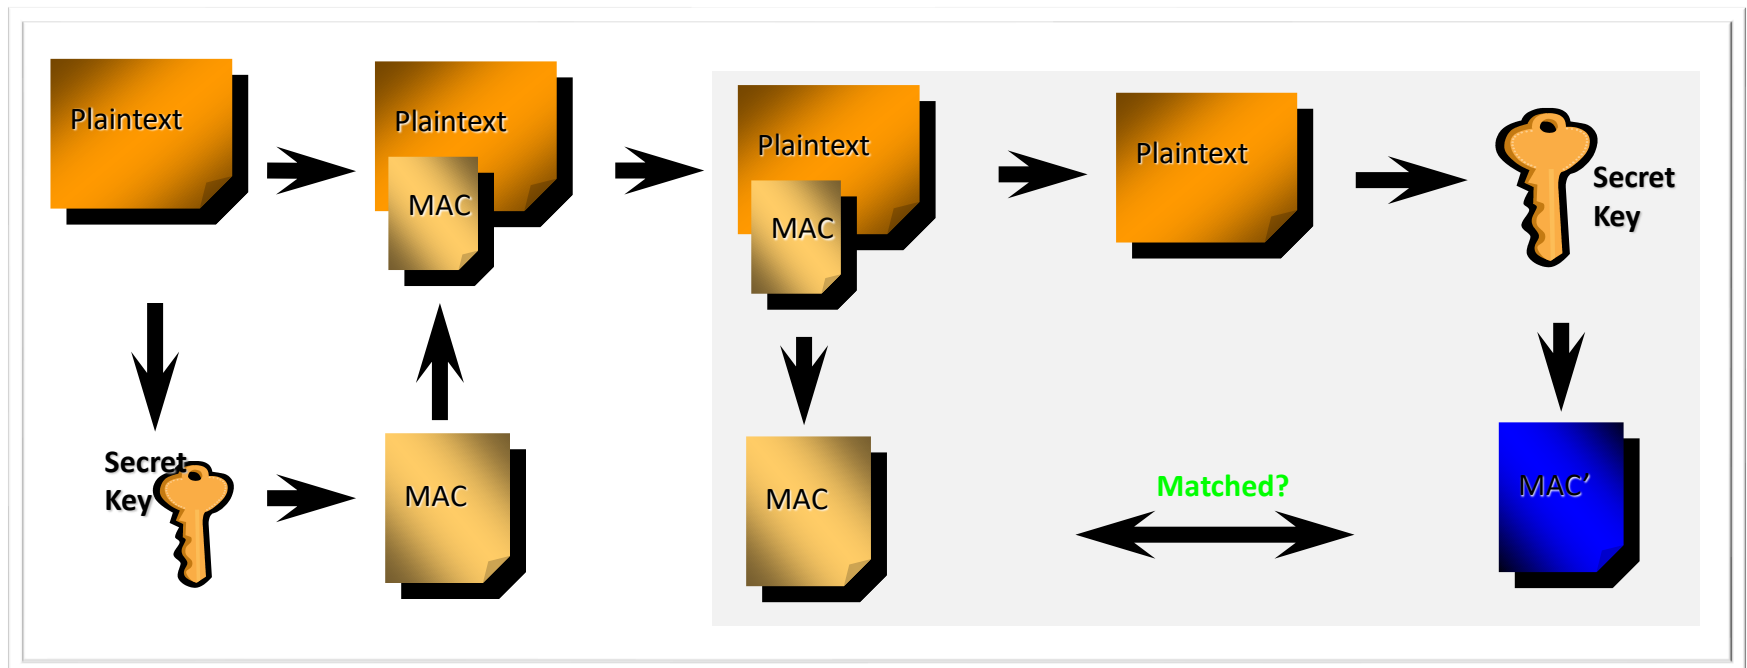 Plaintext
Plaintext
MAC
Plaintext
MAC
Plaintext
Secret
Key
Secret
Key
MAC
MAC
Matched?
MAC’